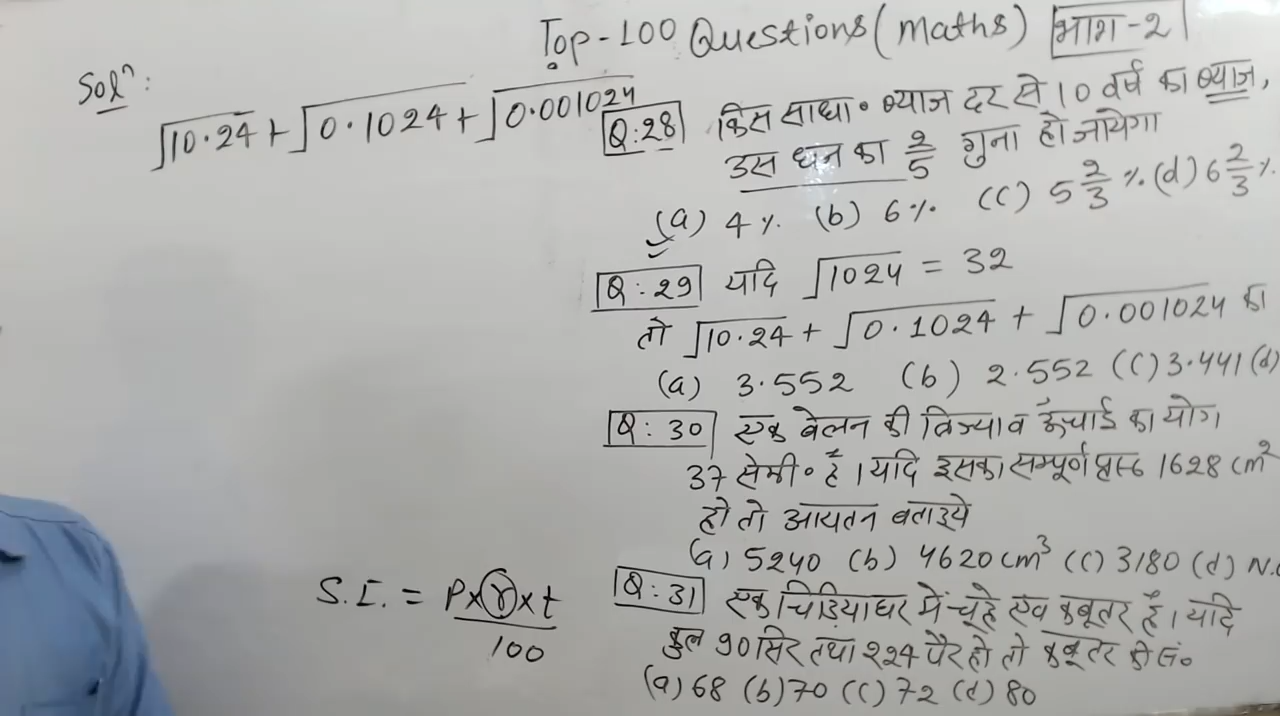 Top-100 Questions (Maths) भाग-2
Solⁿ:
√10.24 + √0.1024 + √0.001024
Q:28 किस साधा० ब्याज दर से 10 वर्ष का ब्याज,
उस धन का 2/5 गुना हो जायेगा
(a) 4% (b) 6% (c) 5 2/3 % (d) 6 2/3 %
Q:29 यदि √1024 = 32
तो √10.24 + √0.1024 + √0.001024 का
(a) 3.552 (b) 2.552 (c) 3.441 (d)
Q:30 एक बेलन की त्रिज्या व ऊँचाई का योग
37 सेमी० है। यदि इसका सम्पूर्ण पृष्ठ 1628 cm²
हो तो आयतन बताइये
(a) 5240 (b) 4620 cm³ (c) 3180 (d) N.
Q:31 एक चिडियाघर में चूहे एव कबूतर है। यदि
कुल 90 सिर तथा 224 पैर हो तो कबूतर की सं०
(a) 68 (b) 70 (c) 72 (d) 80
S.I. = P×r×t
100